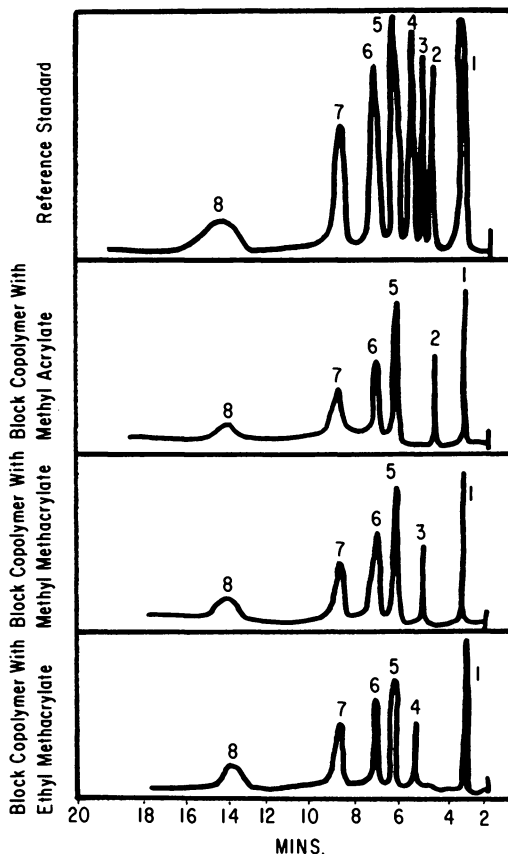 Reference Standard
8
7
6
5
4
3
2
1
Block Copolymer With
Methyl Acrylate
8
7
6
5
2
1
Block Copolymer With
Methyl Methacrylate
8
7
6
5
3
1
Block Copolymer With
Ethyl Methacrylate
8
7
6
5
4
1
20 18 14 12 10 8 6 4 2
MINS.